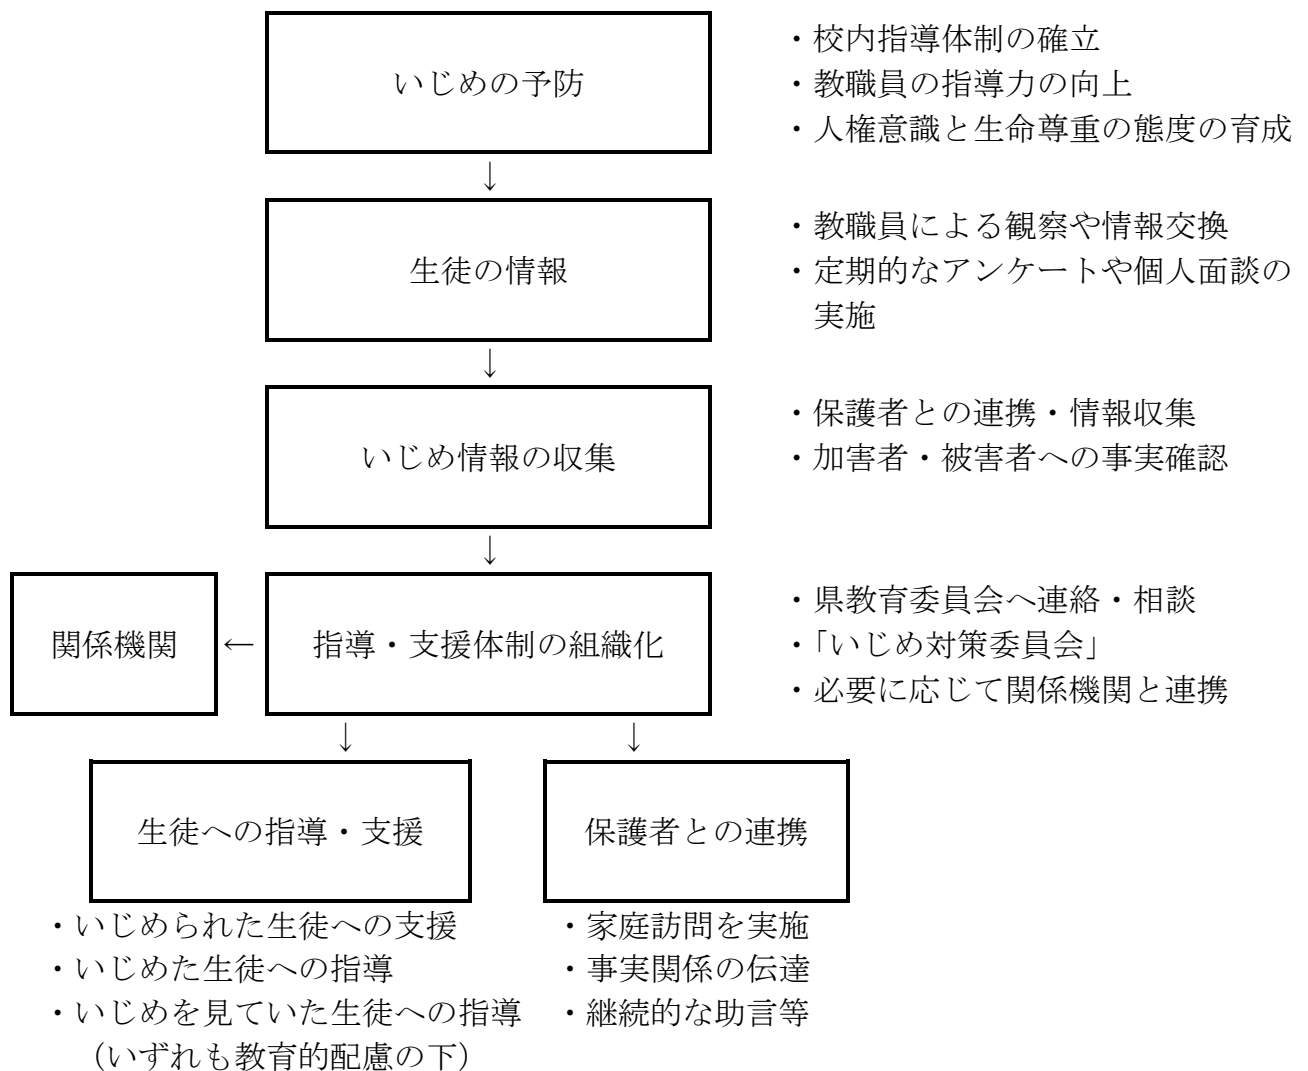 いじめの予防
・校内指導体制の確立
・教職員の指導力の向上
・人権意識と生命尊重の態度の育成
↓
生徒の情報
・教職員による観察や情報交換
・定期的なアンケートや個人面談の
実施
↓
いじめ情報の収集
・保護者との連携・情報収集
・加害者・被害者への事実確認
↓
関係機関
←
指導・支援体制の組織化
・県教育委員会へ連絡・相談
・「いじめ対策委員会」
・必要に応じて関係機関と連携
↓
↓
生徒への指導・支援
・いじめられた生徒への支援
・いじめた生徒への指導
・いじめを見ていた生徒への指導
（いずれも教育的配慮の下）
保護者との連携
・家庭訪問を実施
・事実関係の伝達
・継続的な助言等